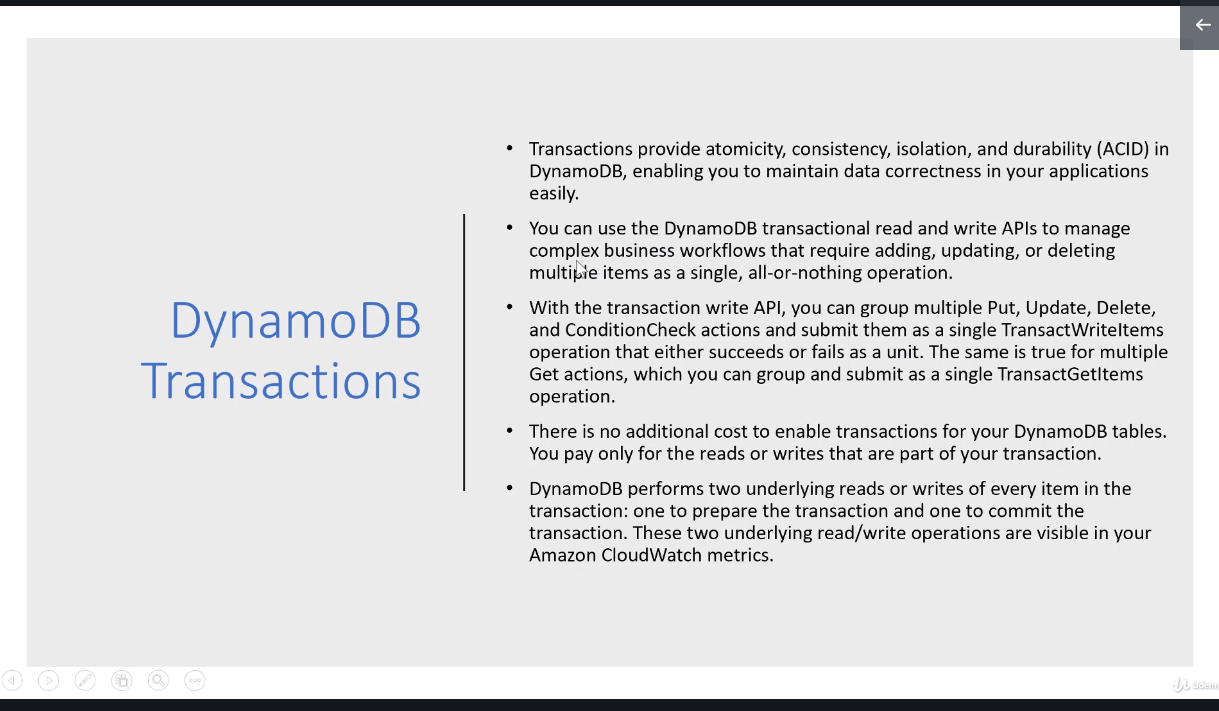 DynamoDB
Transactions
• Transactions provide atomicity, consistency, isolation, and durability (ACID) in
DynamoDB, enabling you to maintain data correctness in your applications
easily.
• You can use the DynamoDB transactional read and write APIs to manage
complex business workflows that require adding, updating, or deleting
multiple items as a single, all-or-nothing operation.
• With the transaction write API, you can group multiple Put, Update, Delete,
and ConditionCheck actions and submit them as a single TransactWriteItems
operation that either succeeds or fails as a unit. The same is true for multiple
Get actions, which you can group and submit as a single TransactGetItems
operation.
• There is no additional cost to enable transactions for your DynamoDB tables.
You pay only for the reads or writes that are part of your transaction.
• DynamoDB performs two underlying reads or writes of every item in the
transaction: one to prepare the transaction and one to commit the
transaction. These two underlying read/write operations are visible in your
Amazon CloudWatch metrics.
Udemy